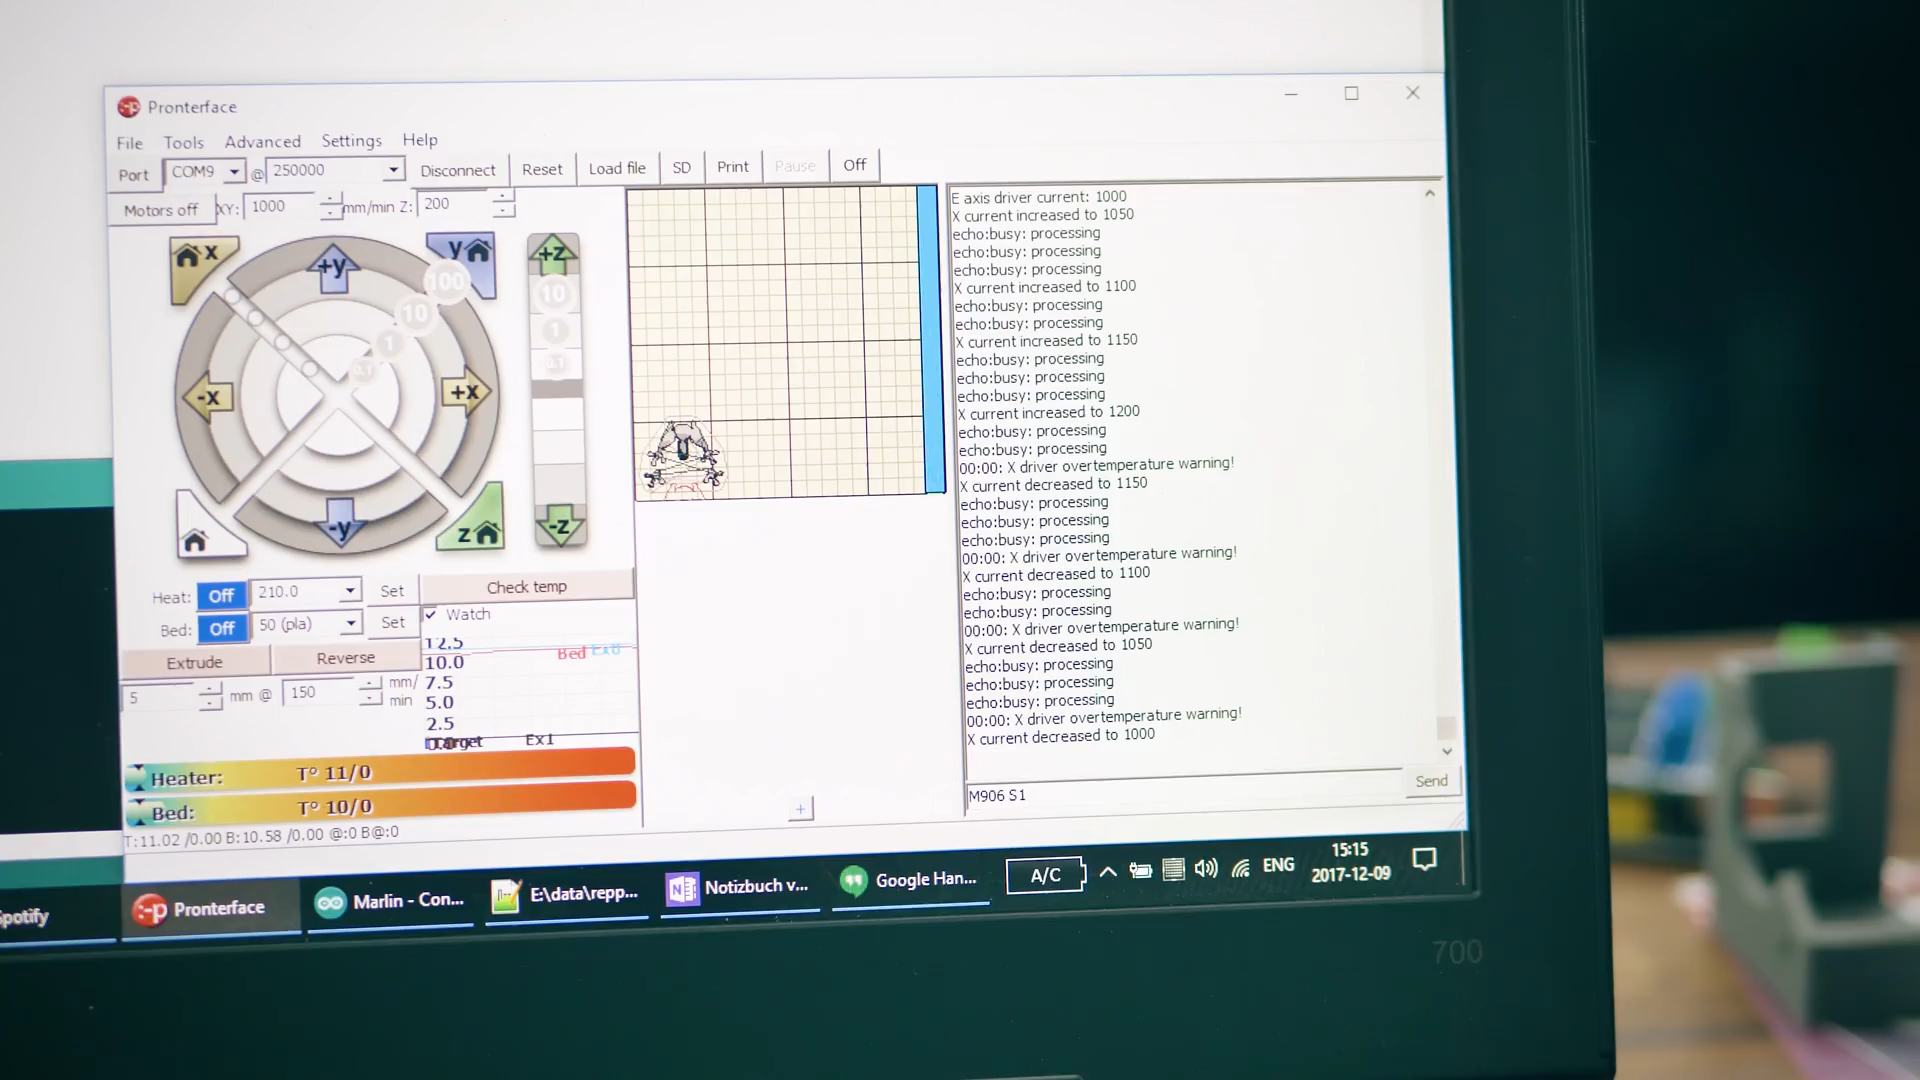 Pronterface
File Tools Advanced Settings Help
Port COM9 @ 250000 Disconnect Reset Load file SD Print Pause Off
Motors off XY: 1000 mm/min Z: 200
x +y y +z
100
10
1
0.1
10
1
0.1
-x +x
-y z -z
Heat: Off 210.0 Set Check temp
Bed: Off 50 (pla) Set Watch
Extrude Reverse
5 mm @ 150 mm/
min
12.5
10.0
7.5
5.0
2.5
Bed Ex0
Target Ex1
Heater: T° 11/0
Bed: T° 10/0
T:11.02 /0.00 B:10.58 /0.00 @:0 B@:0
E axis driver current: 1000
X current increased to 1050
echo:busy: processing
echo:busy: processing
echo:busy: processing
X current increased to 1100
echo:busy: processing
echo:busy: processing
X current increased to 1150
echo:busy: processing
echo:busy: processing
echo:busy: processing
X current increased to 1200
echo:busy: processing
echo:busy: processing
00:00: X driver overtemperature warning!
X current decreased to 1150
echo:busy: processing
echo:busy: processing
echo:busy: processing
00:00: X driver overtemperature warning!
X current decreased to 1100
echo:busy: processing
echo:busy: processing
00:00: X driver overtemperature warning!
X current decreased to 1050
echo:busy: processing
echo:busy: processing
echo:busy: processing
00:00: X driver overtemperature warning!
X current decreased to 1000
M906 S1 Send
+
Spotify Pronterface Marlin - Con... E:\data\repp... Notizbuch v... Google Han... A/C ENG 15:15
2017-12-09
700